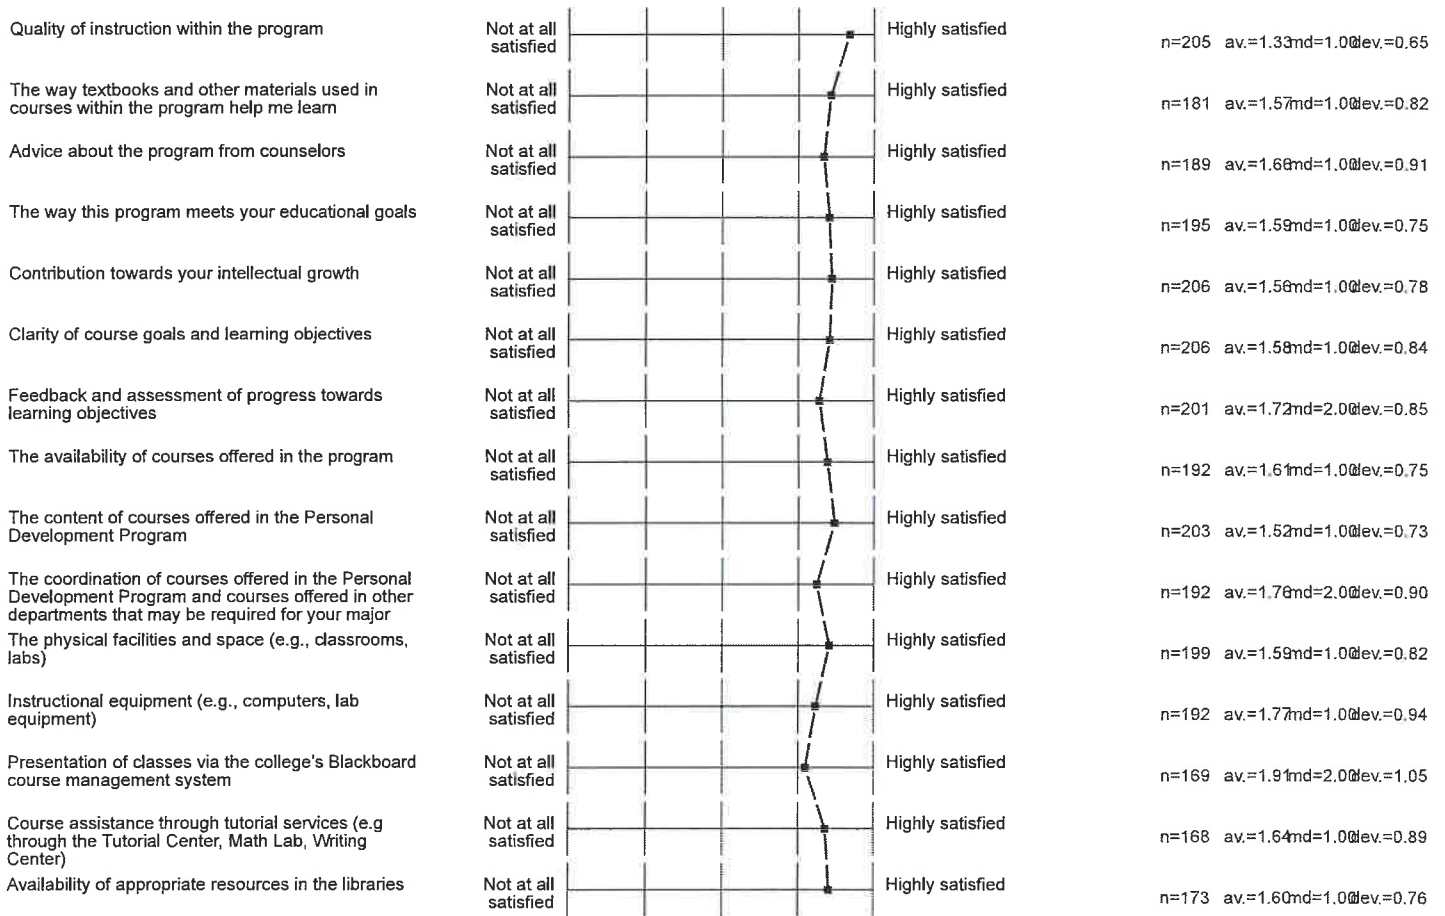 Quality of instruction within the program Not at all satisfied Highly satisfied n=205 av.=1.33 md=1.00 dev.=0.65
The way textbooks and other materials used in
courses within the program help me learn Not at all satisfied Highly satisfied n=181 av.=1.57 md=1.00 dev.=0.82
Advice about the program from counselors Not at all satisfied Highly satisfied n=189 av.=1.66 md=1.00 dev.=0.91
The way this program meets your educational goals Not at all satisfied Highly satisfied n=195 av.=1.59 md=1.00 dev.=0.75
Contribution towards your intellectual growth Not at all satisfied Highly satisfied n=206 av.=1.56 md=1.00 dev.=0.78
Clarity of course goals and learning objectives Not at all satisfied Highly satisfied n=206 av.=1.58 md=1.00 dev.=0.84
Feedback and assessment of progress towards
learning objectives Not at all satisfied Highly satisfied n=201 av.=1.72 md=2.00 dev.=0.85
The availability of courses offered in the program Not at all satisfied Highly satisfied n=192 av.=1.61 md=1.00 dev.=0.75
The content of courses offered in the Personal
Development Program Not at all satisfied Highly satisfied n=203 av.=1.52 md=1.00 dev.=0.73
The coordination of courses offered in the Personal
Development Program and courses offered in other
departments that may be required for your major Not at all satisfied Highly satisfied n=192 av.=1.76 md=2.00 dev.=0.90
The physical facilities and space (e.g., classrooms,
labs) Not at all satisfied Highly satisfied n=199 av.=1.59 md=1.00 dev.=0.82
Instructional equipment (e.g., computers, lab
equipment) Not at all satisfied Highly satisfied n=192 av.=1.77 md=1.00 dev.=0.94
Presentation of classes via the college's Blackboard
course management system Not at all satisfied Highly satisfied n=169 av.=1.91 md=2.00 dev.=1.05
Course assistance through tutorial services (e.g
through the Tutorial Center, Math Lab, Writing
Center) Not at all satisfied Highly satisfied n=168 av.=1.64 md=1.00 dev.=0.89
Availability of appropriate resources in the libraries Not at all satisfied Highly satisfied n=173 av.=1.60 md=1.00 dev.=0.76